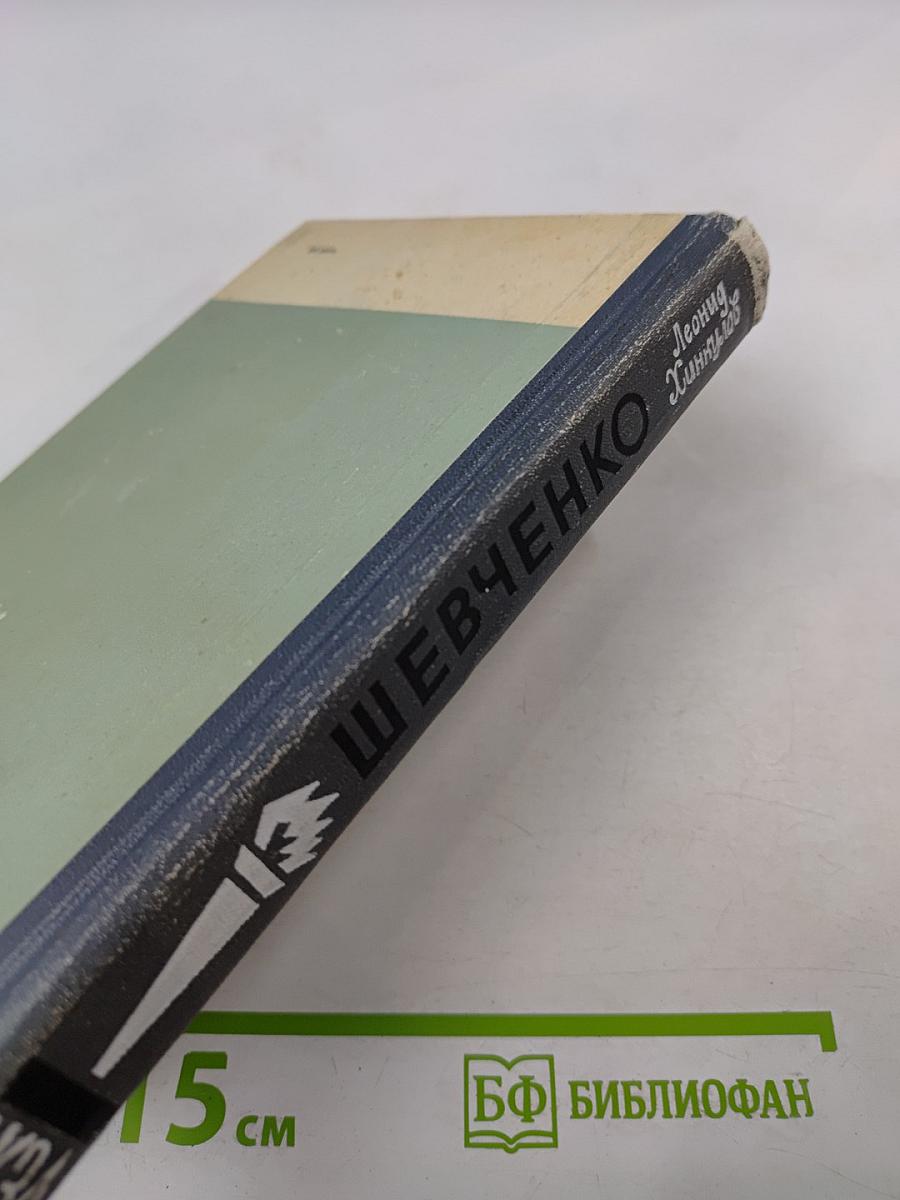 Леонид
Хинкулов
ШЕВЧЕНКО
15 см
БФ
БИБЛИОФАН